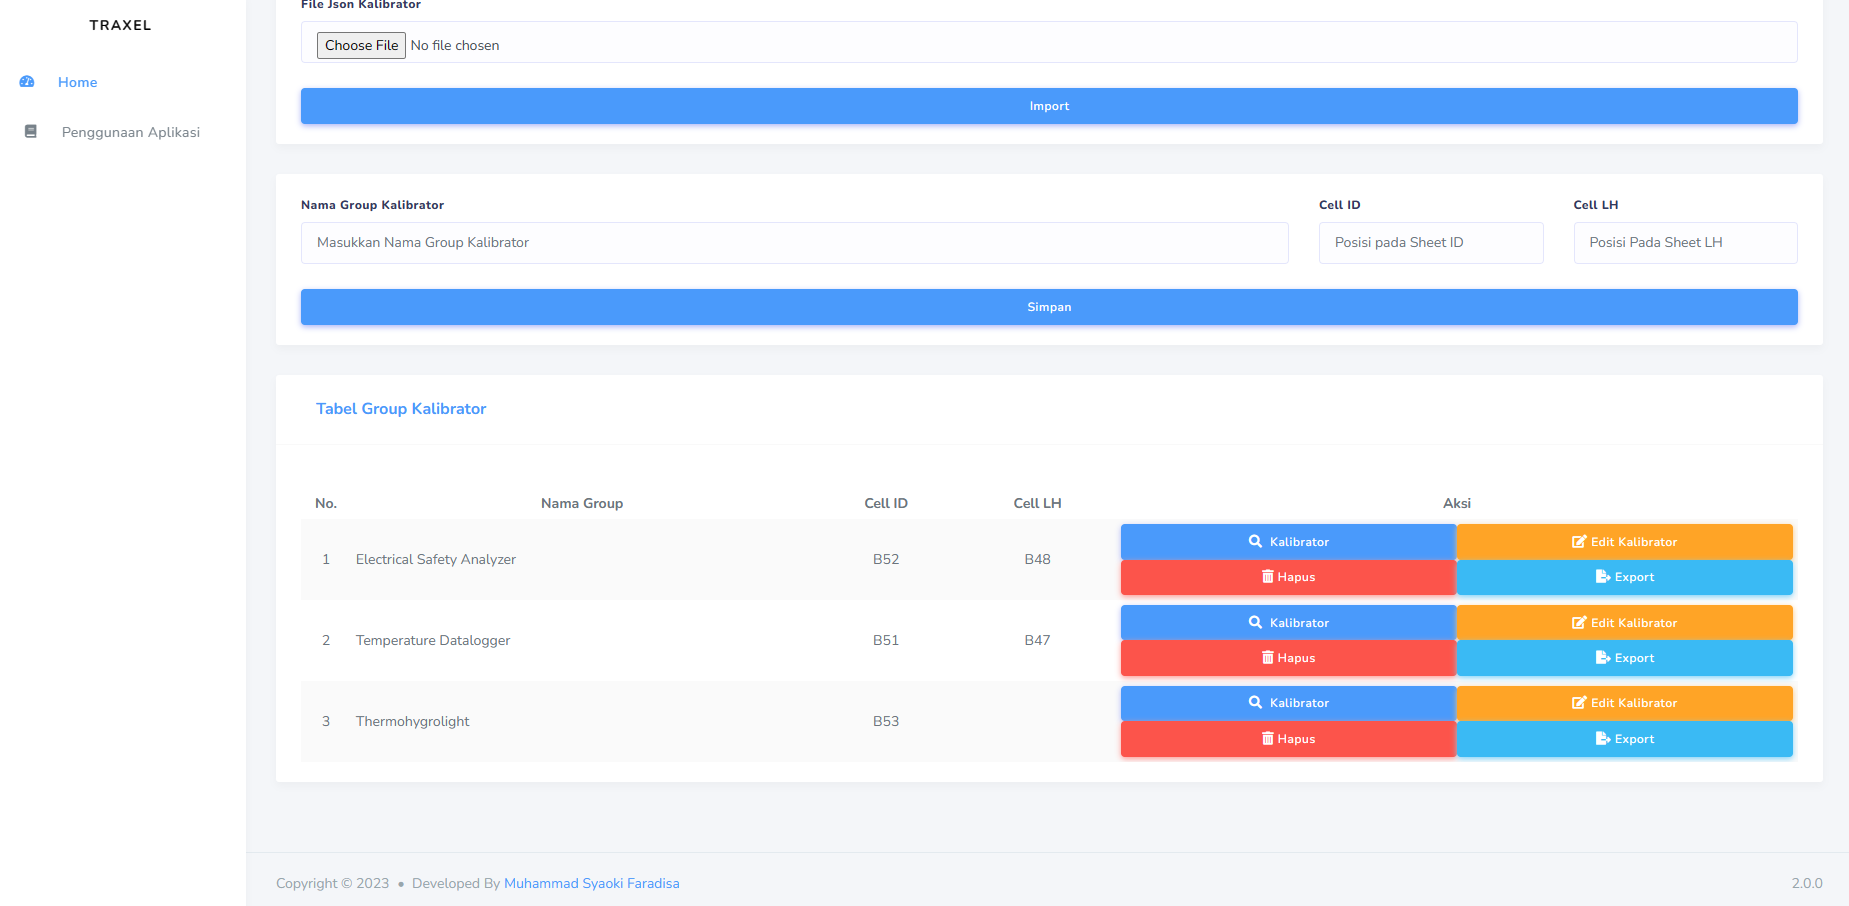 TRAXEL
Home
Penggunaan Aplikasi
File Json Kalibrator
Choose File No file chosen
Import
Nama Group Kalibrator
Cell ID
Cell LH
Masukkan Nama Group Kalibrator
Posisi pada Sheet ID
Posisi Pada Sheet LH
Simpan
Tabel Group Kalibrator
No. Nama Group Cell ID Cell LH Aksi
1 Electrical Safety Analyzer B52 B48
Kalibrator Edit Kalibrator
Hapus Export
2 Temperature Datalogger B51 B47
Kalibrator Edit Kalibrator
Hapus Export
3 Thermohygrolight B53
Kalibrator Edit Kalibrator
Hapus Export
Copyright © 2023 • Developed By Muhammad Syaoki Faradisa
2.0.0